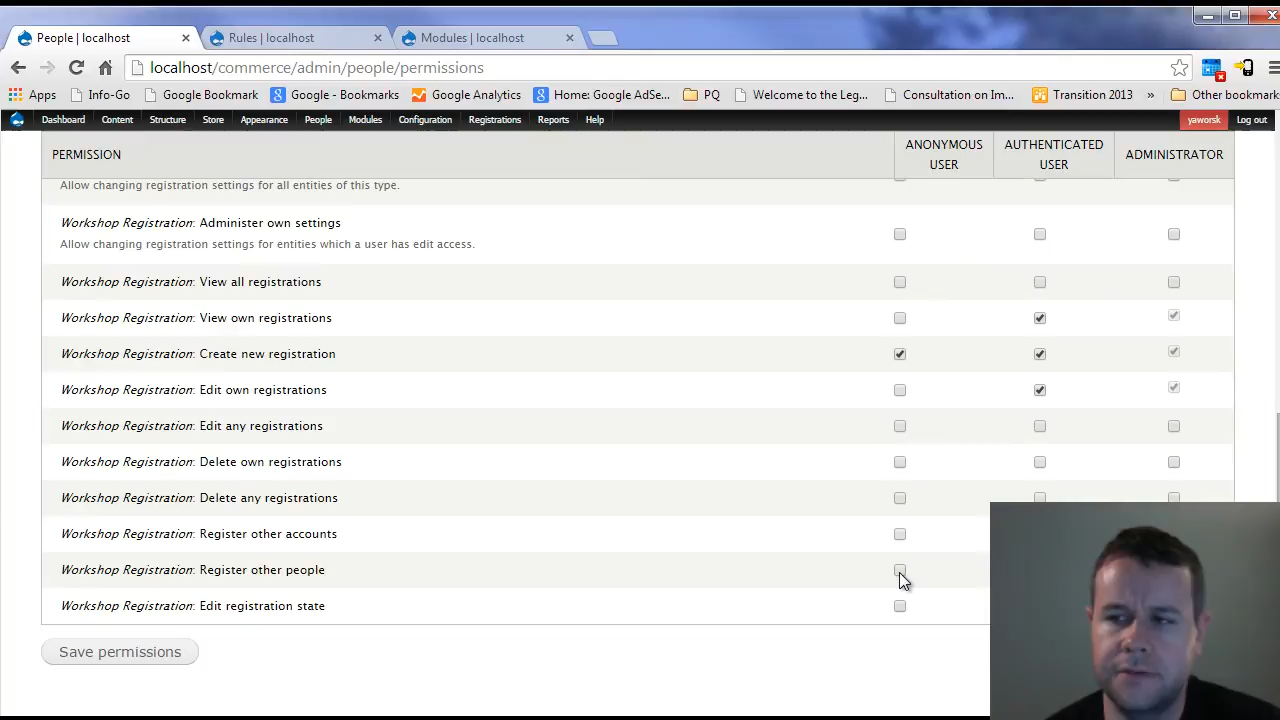 People | localhost
Rules | localhost
Modules | localhost
localhost/commerce/admin/people/permissions
Apps Info-Go Google Bookmark Google - Bookmarks Google Analytics Home: Google AdSe... PQ Welcome to the Leg... Consultation on Im... Transition 2013 » Other bookmark
Dashboard Content Structure Store Appearance People Modules Configuration Registrations Reports Help yaworsk Log out
PERMISSION ANONYMOUS USER AUTHENTICATED USER ADMINISTRATOR
Allow changing registration settings for all entities of this type.
Workshop Registration: Administer own settings
Allow changing registration settings for entities which a user has edit access.
Workshop Registration: View all registrations
Workshop Registration: View own registrations
Workshop Registration: Create new registration
Workshop Registration: Edit own registrations
Workshop Registration: Edit any registrations
Workshop Registration: Delete own registrations
Workshop Registration: Delete any registrations
Workshop Registration: Register other accounts
Workshop Registration: Register other people
Workshop Registration: Edit registration state
Save permissions